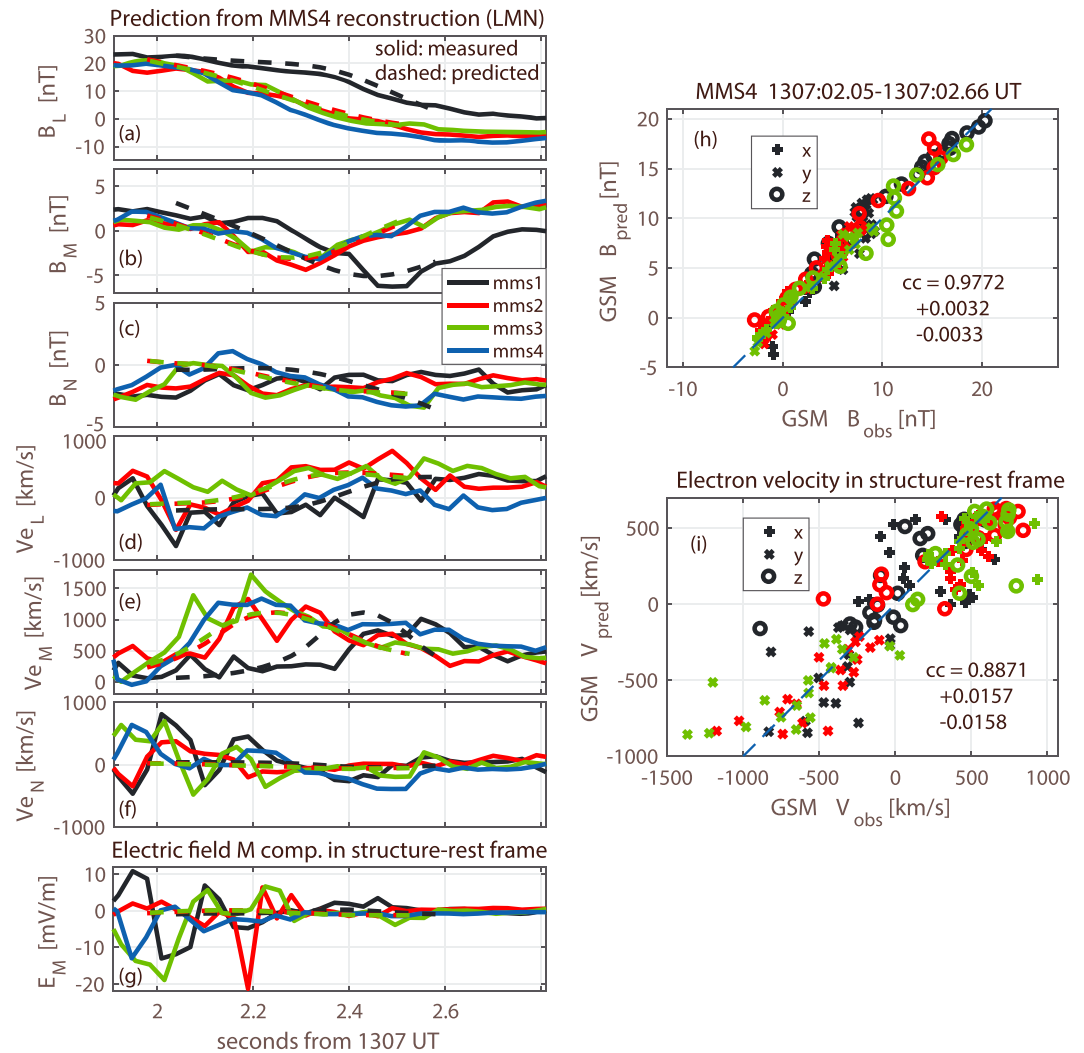 Prediction from MMS4 reconstruction (LMN)
solid: measured
dashed: predicted
B_L [nT]
30
20
10
0
-10
(a)
B_M [nT]
5
0
-5
(b)
mms1
mms2
mms3
mms4
B_N [nT]
5
0
-5
(c)
Ve_L [km/s]
1000
0
-1000
(d)
Ve_M [km/s]
1500
1000
500
0
(e)
Ve_N [km/s]
1000
0
-1000
(f)
Electric field M comp. in structure-rest frame
E_M [mV/m]
10
0
-10
-20
(g)
2 2.2 2.4 2.6
seconds from 1307 UT
MMS4 1307:02.05-1307:02.66 UT
(h)
x
y
z
GSM B_pred [nT]
20
15
10
5
0
-5
cc = 0.9772
+0.0032
-0.0033
-10 0 10 20
GSM B_obs [nT]
Electron velocity in structure-rest frame
(i)
x
y
z
GSM V_pred [km/s]
500
0
-500
-1000
cc = 0.8871
+0.0157
-0.0158
-1500 -1000 -500 0 500 1000
GSM V_obs [km/s]